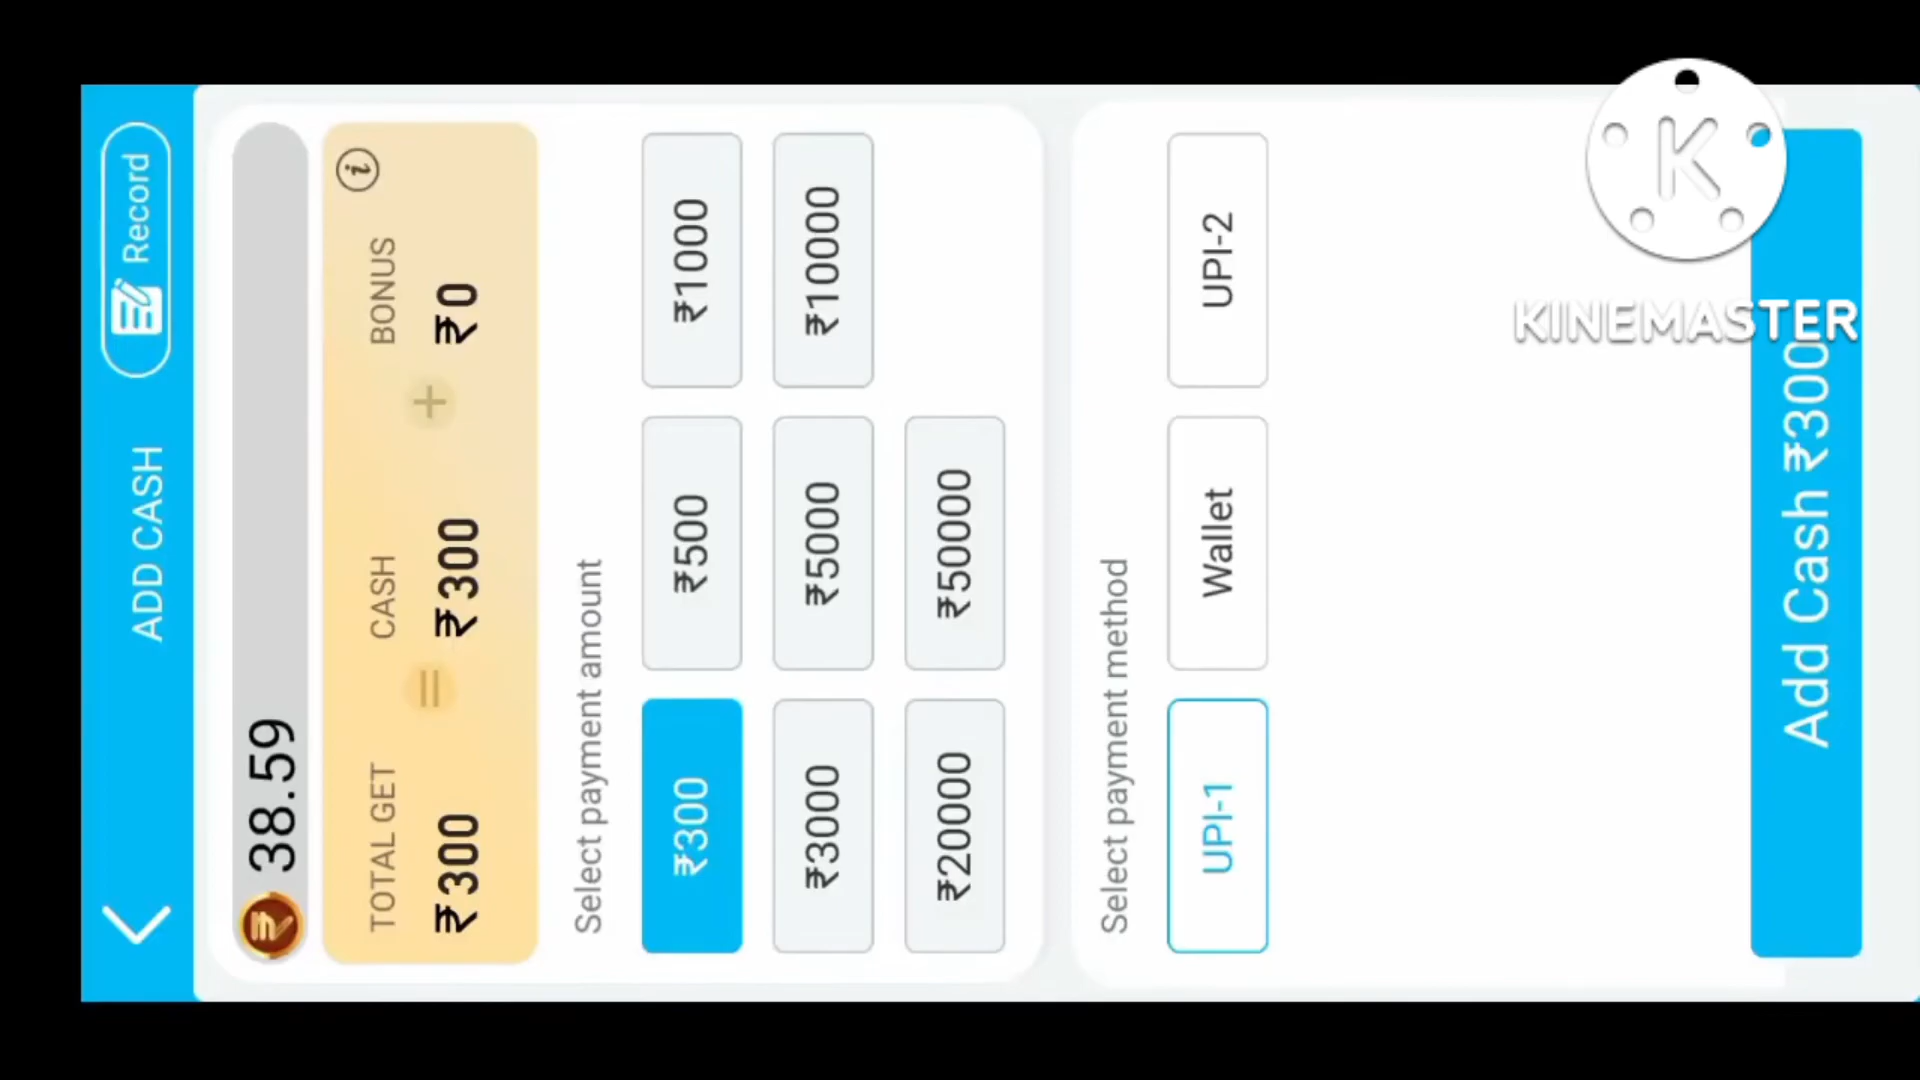 ADD CASH
Record
38.59
TOTAL GET CASH BONUS
₹300 = ₹300 + ₹0
Select payment amount
₹300 ₹500 ₹1000
₹3000 ₹5000 ₹10000
₹20000 ₹50000
Select payment method
UPI-1 Wallet UPI-2
Add Cash ₹300
K
KINEMASTER